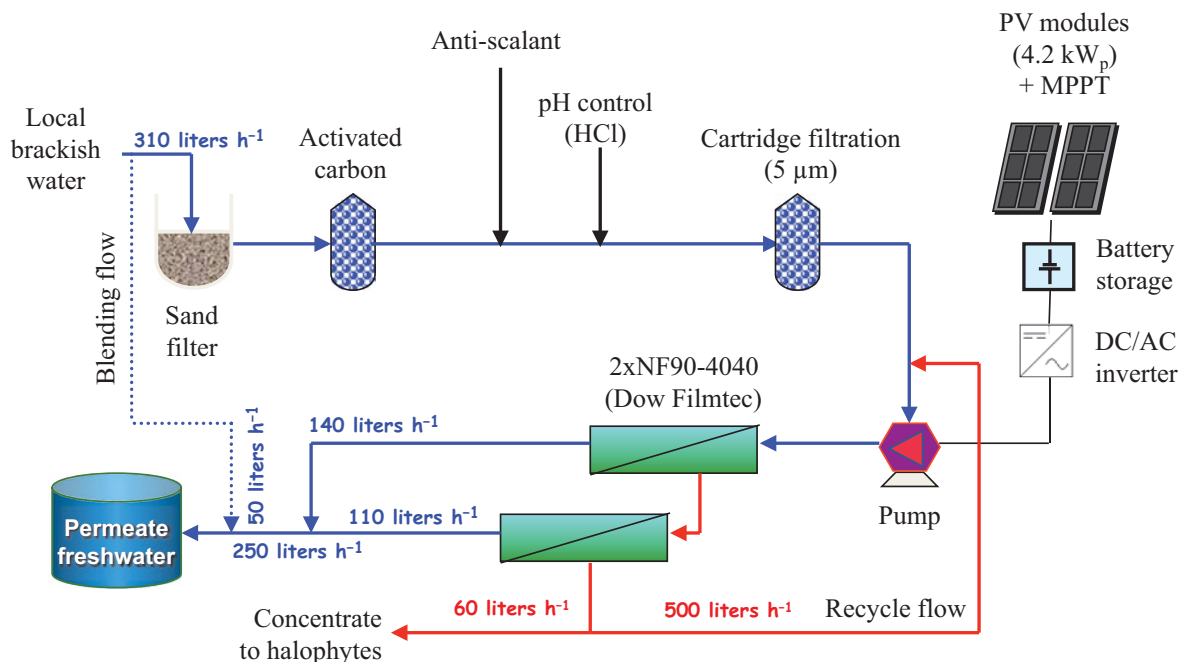 Anti-scalant
PV modules
(4.2 kWp)
+ MPPT
pH control
(HCl)
Local
brackish
water
310 liters h⁻¹
Activated
carbon
Cartridge filtration
(5 µm)
Blending flow
Sand
filter
Battery
storage
DC/AC
inverter
2xNF90-4040
(Dow Filmtec)
140 liters h⁻¹
50 liters h⁻¹
Pump
Permeate
freshwater
110 liters h⁻¹
250 liters h⁻¹
60 liters h⁻¹
500 liters h⁻¹
Recycle flow
Concentrate
to halophytes